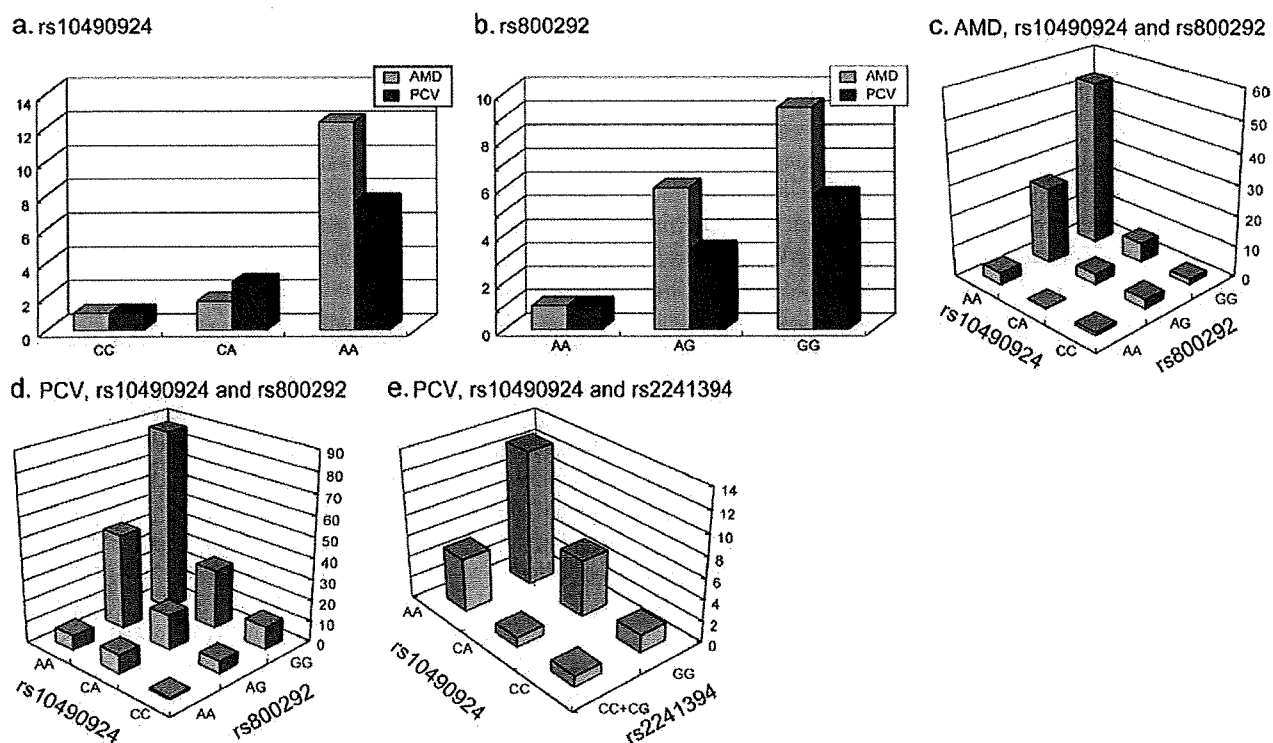 a. rs10490924
AMD
PCV
14
12
10
8
6
4
2
0
CC CA AA
b. rs800292
AMD
PCV
10
8
6
4
2
0
AA AG GG
c. AMD, rs10490924 and rs800292
60
50
40
30
20
10
0
AA
CA
CC
rs10490924
AA
AG
GG
rs800292
d. PCV, rs10490924 and rs800292
90
80
70
60
50
40
30
20
10
0
AA
CA
CC
rs10490924
AA
AG
GG
rs800292
e. PCV, rs10490924 and rs2241394
14
12
10
8
6
4
2
0
AA
CA
CC
rs10490924
CC+CG
GG
rs2241394